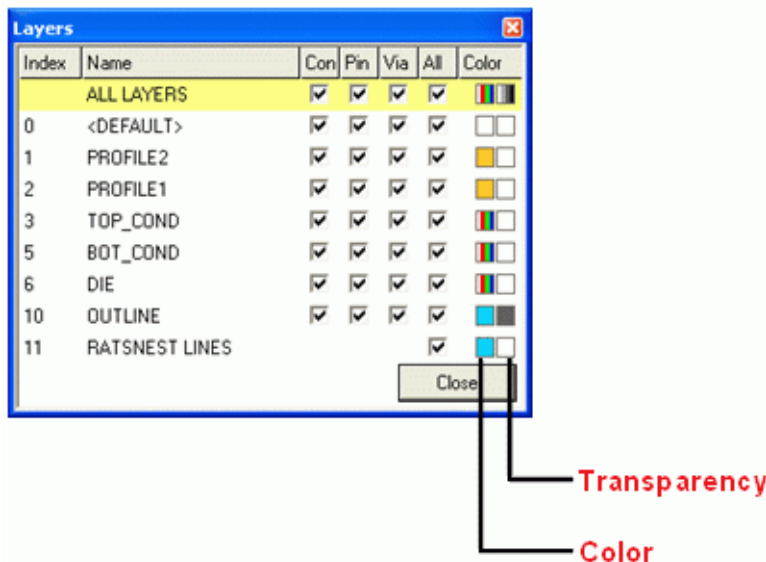 Layers
Index Name Con Pin Via All Color
ALL LAYERS
0 <DEFAULT>
1 PROFILE2
2 PROFILE1
3 TOP_COND
5 BOT_COND
6 DIE
10 OUTLINE
11 RATSNEST LINES
Close
Transparency
Color